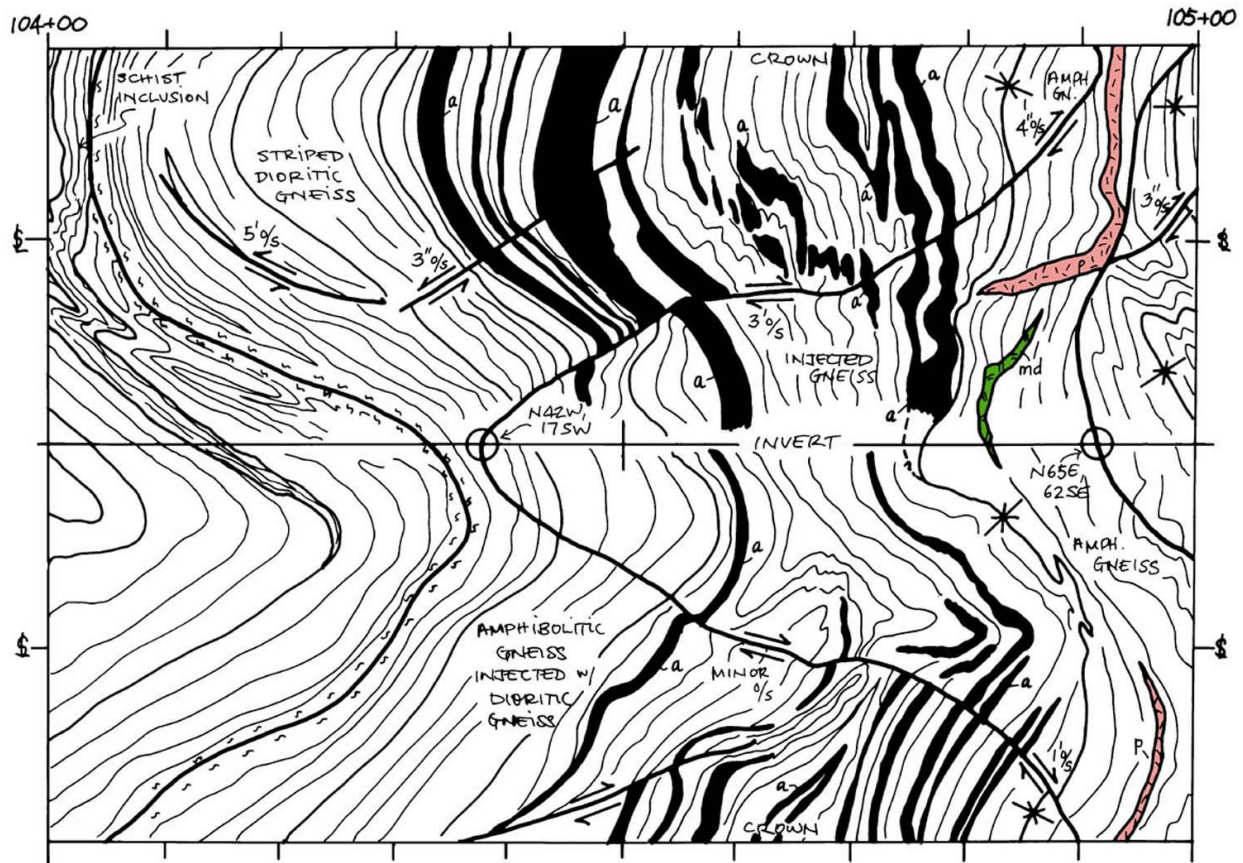 104+00
105+00
SCHIST
INCLUSION
CROWN
AMPH
GN.
a
a
a
a
4"o/s
STRIPED
DIORITIC
GNEISS
a
3"o/s
5'o/s
3"o/s
P
a
3'o/s
INJECTED
GNEISS
md
a
a
N42W,
17SW
INVERT
N65E,
62SE
a
AMPH.
GNEISS
AMPHIBOLITIC
GNEISS
INJECTED W/
DIORITIC
GNEISS
a
MINOR
o/s
a
P
1'o/s
a
CROWN